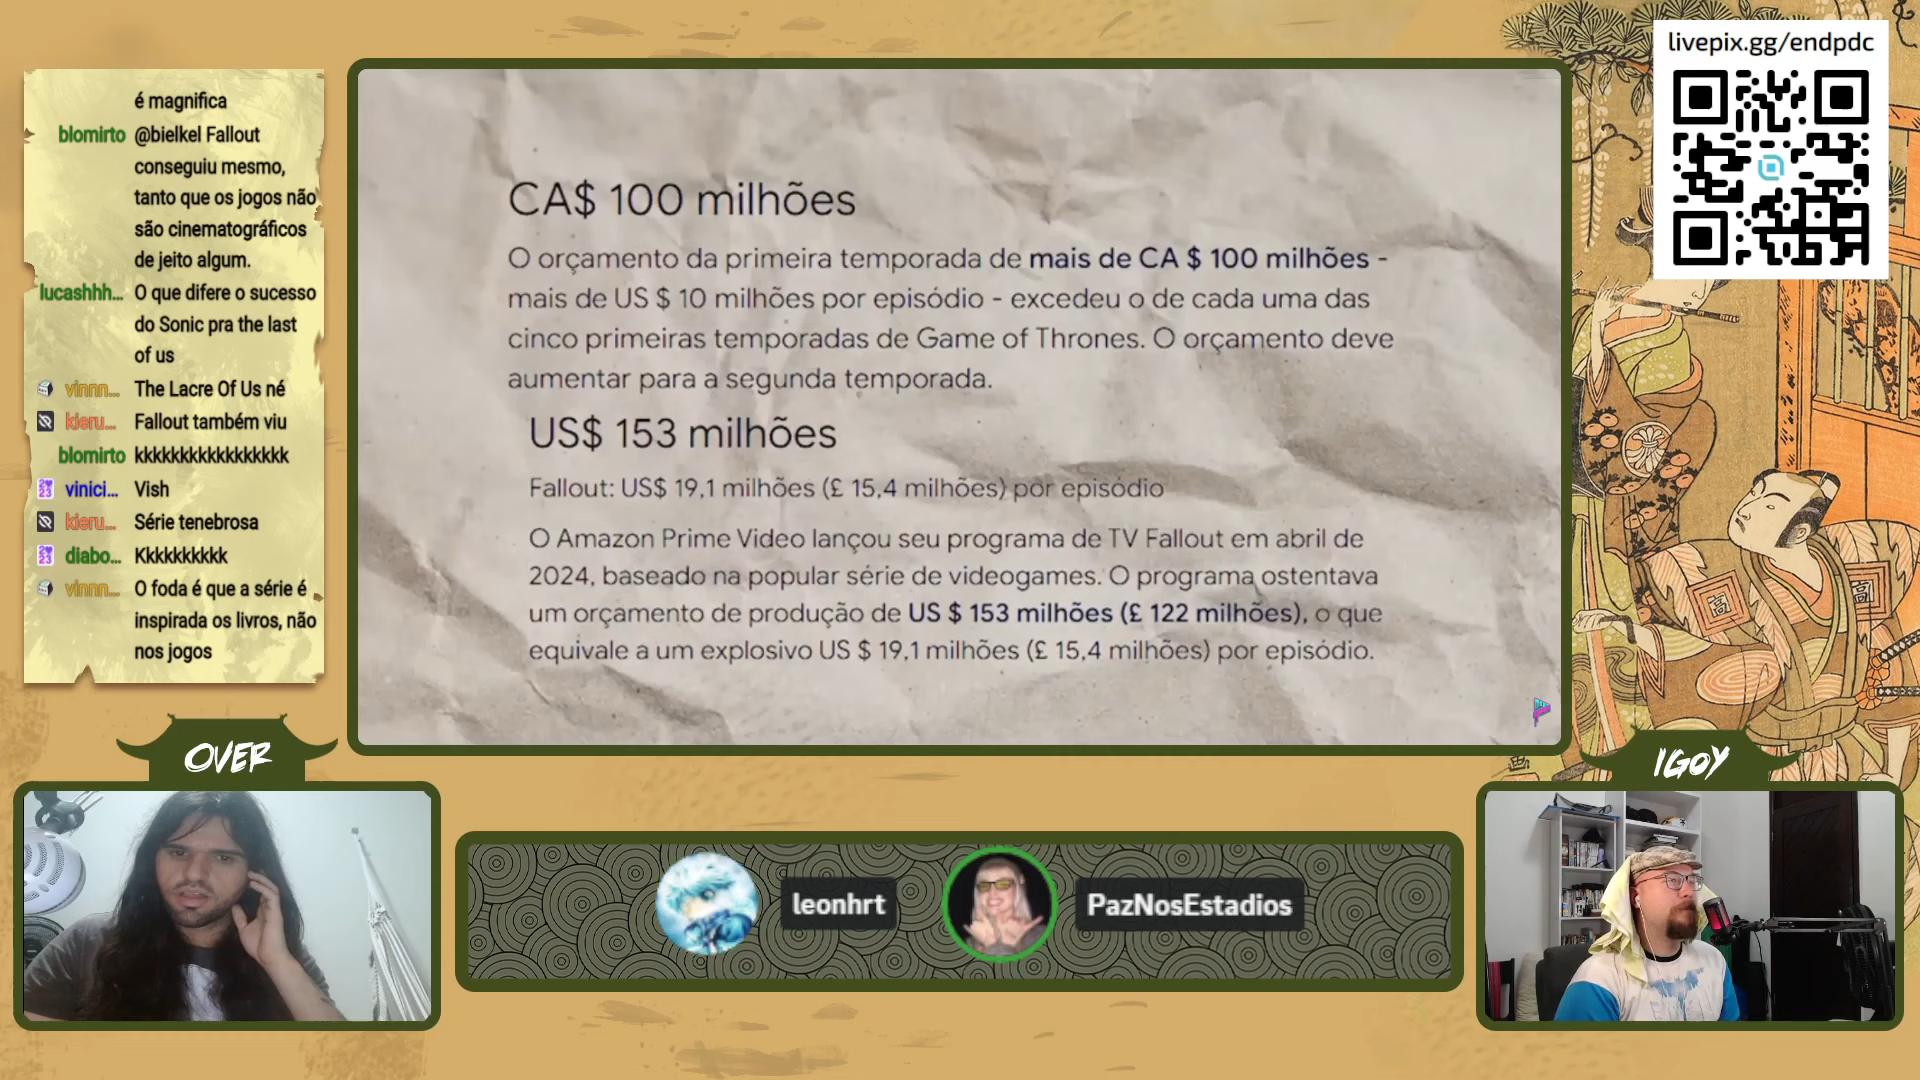 livepix.gg/endpdc
é magnifica
blomirto @bielkel Fallout
conseguiu mesmo,
tanto que os jogos não
são cinematográficos
de jeito algum.
lucashhh... O que difere o sucesso
do Sonic pra the last
of us
vinnn... The Lacre Of Us né
kieru... Fallout também viu
blomirto kkkkkkkkkkkkkkkkk
vinici... Vish
kieru... Série tenebrosa
diabo... Kkkkkkkkkk
vinnn... O foda é que a série é
inspirada os livros, não
nos jogos
CA$ 100 milhões
O orçamento da primeira temporada de mais de CA $ 100 milhões -
mais de US $ 10 milhões por episódio - excedeu o de cada uma das
cinco primeiras temporadas de Game of Thrones. O orçamento deve
aumentar para a segunda temporada.
US$ 153 milhões
Fallout: US$ 19,1 milhões (£ 15,4 milhões) por episódio
O Amazon Prime Video lançou seu programa de TV Fallout em abril de
2024, baseado na popular série de videogames. O programa ostentava
um orçamento de produção de US $ 153 milhões (£ 122 milhões), o que
equivale a um explosivo US $ 19,1 milhões (£ 15,4 milhões) por episódio.
OVER
IGOY
leonhrt
PazNosEstadios